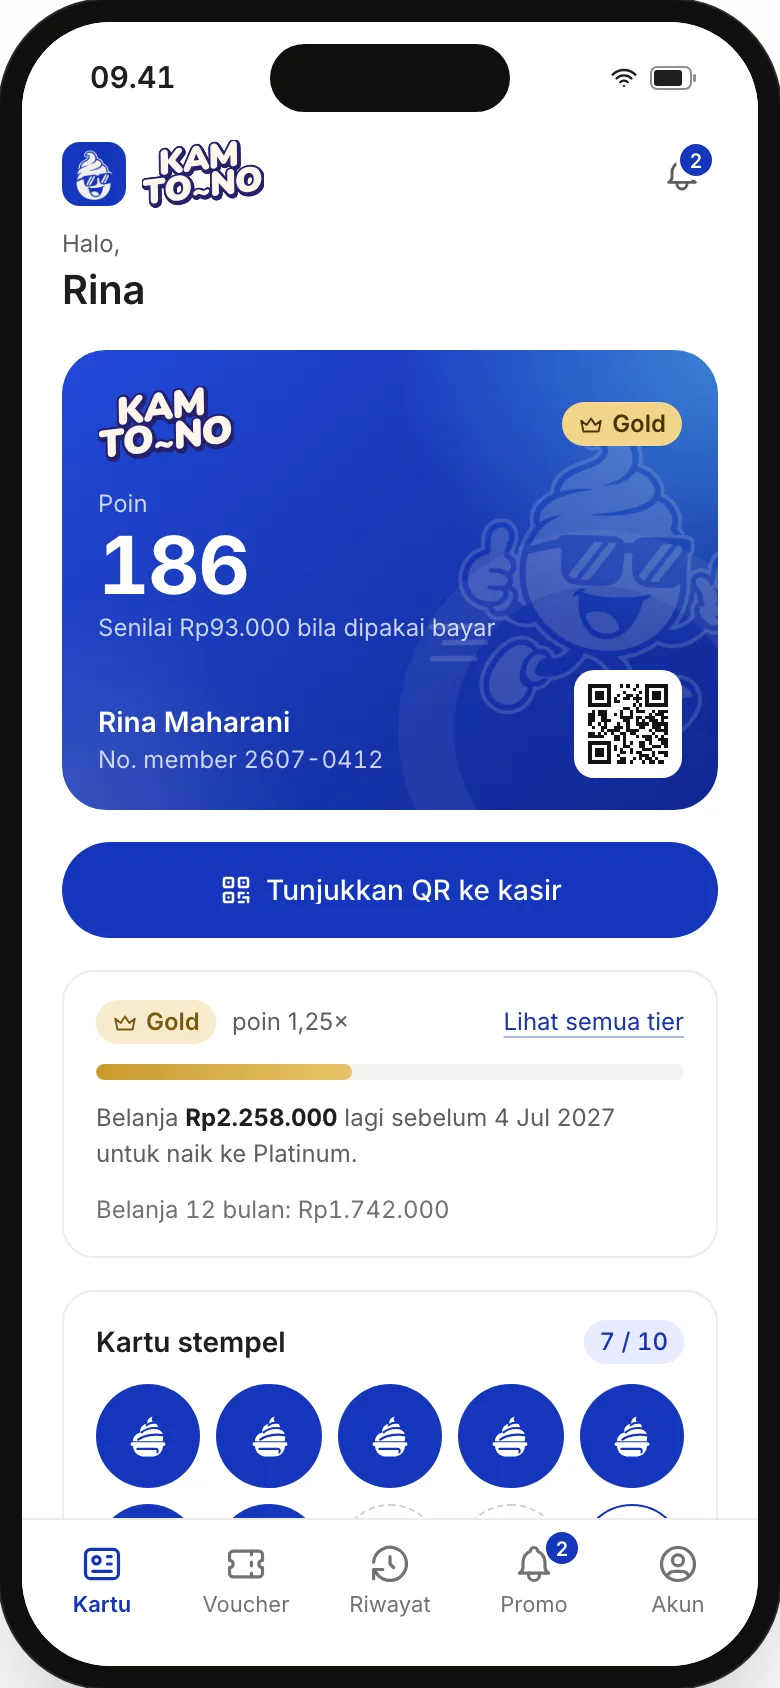 09.41
KAM
TO~NO
2
Halo,
Rina
KAM
TO~NO
Gold
Poin
186
Senilai Rp93.000 bila dipakai bayar
Rina Maharani
No. member 2607-0412
Tunjukkan QR ke kasir
Gold poin 1,25× Lihat semua tier
Belanja Rp2.258.000 lagi sebelum 4 Jul 2027
untuk naik ke Platinum.
Belanja 12 bulan: Rp1.742.000
Kartu stempel 7 / 10
2
Kartu Voucher Riwayat Promo Akun